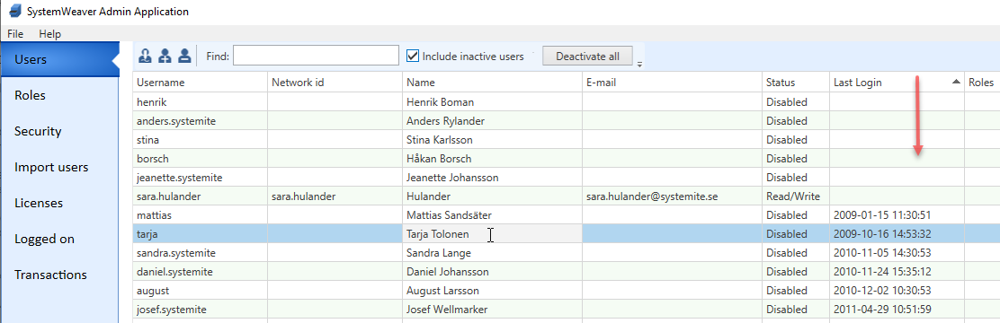 SystemWeaver Admin Application
File Help
Users
Roles
Security
Import users
Licenses
Logged on
Transactions
Find: Include inactive users Deactivate all
Username Network id Name E-mail Status Last Login Roles
henrik Henrik Boman Disabled
anders.systemite Anders Rylander Disabled
stina Stina Karlsson Disabled
borsch Håkan Borsch Disabled
jeanette.systemite Jeanette Johansson Disabled
sara.hulander sara.hulander Hulander sara.hulander@systemite.se Read/Write
mattias Mattias Sandsäter Disabled 2009-01-15 11:30:51
tarja Tarja Tolonen Disabled 2009-10-16 14:53:32
sandra.systemite Sandra Lange Disabled 2010-11-05 14:30:53
daniel.systemite Daniel Johansson Disabled 2010-11-24 15:35:12
august August Larsson Disabled 2010-12-02 10:30:53
josef.systemite Josef Wellmarker Disabled 2011-04-29 10:51:59